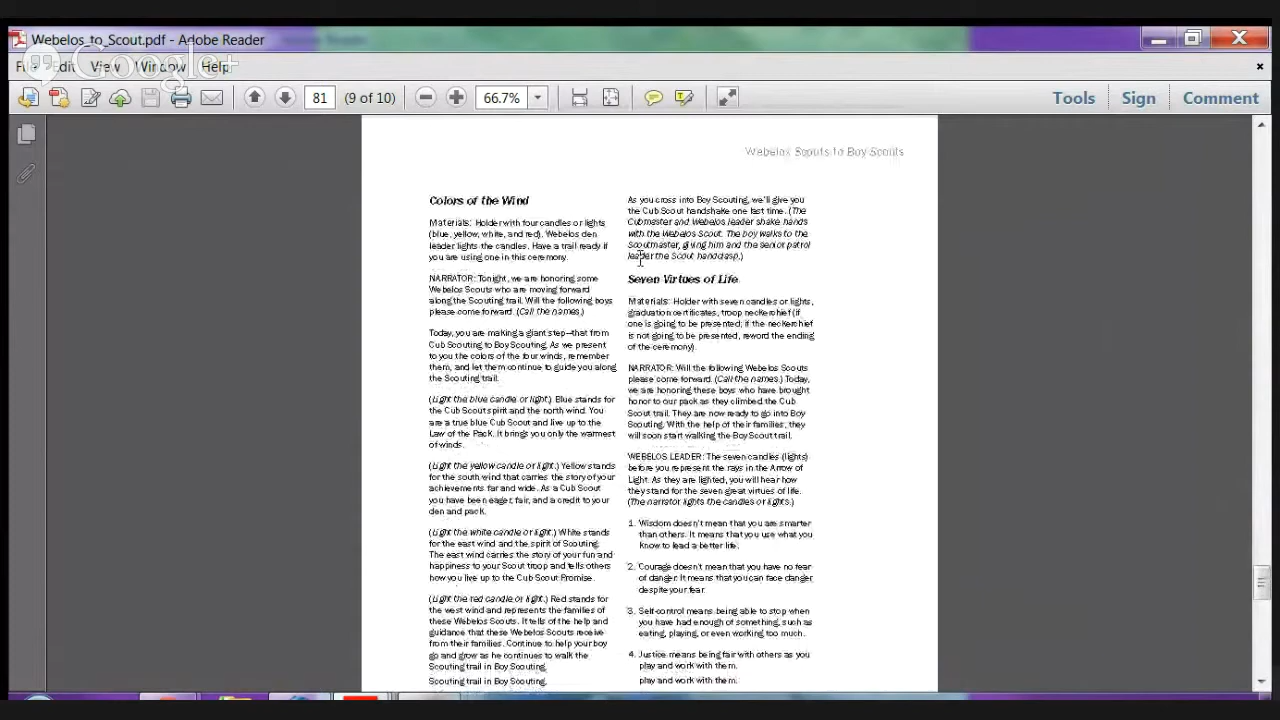 Webelos_to_Scout.pdf - Adobe Reader
Google+
File Edit View Window Help
81 (9 of 10) 66.7% Tools Sign Comment
Webelos Scouts to Boy Scouts
Colors of the Wind
Materials: Holder with four candles or lights
(blue, yellow, white, and red). Webelos den
leader lights the candles. Have a trail ready if
you are using one in this ceremony.
NARRATOR: Tonight, we are honoring some
Webelos Scouts who are moving forward
along the Scouting trail. Will the following boys
please come forward. (Call the names.)
Today, you are making a giant step—that from
Cub Scouting to Boy Scouting. As we present
to you the colors of the four winds, remember
them, and let them continue to guide you along
the Scouting trail.
(Light the blue candle or light.) Blue stands for
the Cub Scout spirit and the north wind. You
are a true blue Cub Scout and live up to the
Law of the Pack. It brings you only the warmest
of winds.
(Light the yellow candle or light.) Yellow stands
for the south wind that carries the story of your
achievements far and wide. As a Cub Scout
you have been eager, fair, and a credit to your
den and pack.
(Light the white candle or light.) White stands
for the east wind and the spirit of Scouting.
The east wind carries the story of your fun and
happiness to your Scout troop and tells others
how you live up to the Cub Scout Promise.
(Light the red candle or light.) Red stands for
the west wind and represents the families of
these Webelos Scouts. It tells of the help and
guidance that these Webelos Scouts receive
from their families. Continue to help your boy
go and grow as he continues to walk the
Scouting trail in Boy Scouting.
Scouting trail in Boy Scouting.
As you cross into Boy Scouting, we'll give you
the Cub Scout handshake one last time. (The
Cubmaster and Webelos leader shake hands
with the Webelos Scout. The boy walks to the
Scoutmaster, giving him and the senior patrol
leader the Scout handclasp.)
Seven Virtues of Life
Materials: Holder with seven candles or lights,
graduation certificates, troop neckerchief (if
one is going to be presented; if the neckerchief
is not going to be presented, reword the ending
of the ceremony).
NARRATOR: Will the following Webelos Scouts
please come forward. (Call the names.) Today,
we are honoring these boys who have brought
honor to our pack as they climbed the Cub
Scout trail. They are now ready to go into Boy
Scouting. With the help of their families, they
will soon start walking the Boy Scout trail.
WEBELOS LEADER: The seven candles (lights)
before you represent the rays in the Arrow of
Light. As they are lighted, you will hear how
they stand for the seven great virtues of life.
(The narrator lights the candles or lights.)
1. Wisdom doesn't mean that you are smarter
than others. It means that you use what you
know to lead a better life.
2. Courage doesn't mean that you have no fear
of danger. It means that you can face danger
despite your fear.
3. Self-control means being able to stop when
you have had enough of something, such as
eating, playing, or even working too much.
4. Justice means being fair with others as you
play and work with them.
play and work with them.